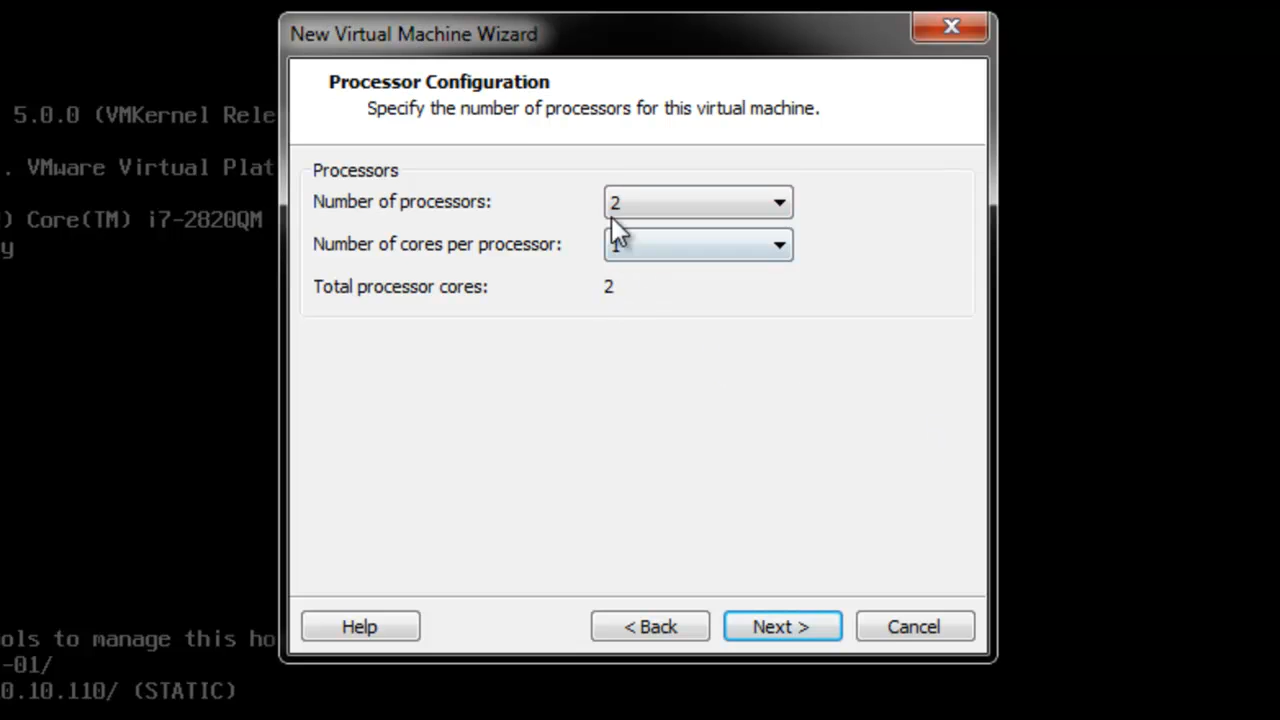 New Virtual Machine Wizard
Processor Configuration
Specify the number of processors for this virtual machine.
5.0.0 (VMKernel Rele
. VMware Virtual Plat
) Core(TM) i7-2820QM
y
Processors
Number of processors: 2
Number of cores per processor: 1
Total processor cores: 2
ols to manage this ho
-01/
0.10.110/ (STATIC)
Help
< Back
Next >
Cancel